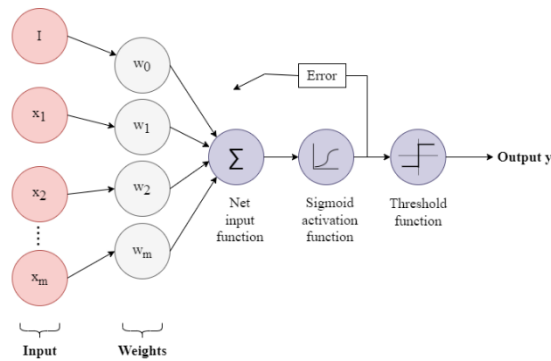 I
w0
Error
x1
w1
Σ
Output y
x2
w2
Net
input
function
Sigmoid
activation
function
Threshold
function
xm
wm
Input
Weights